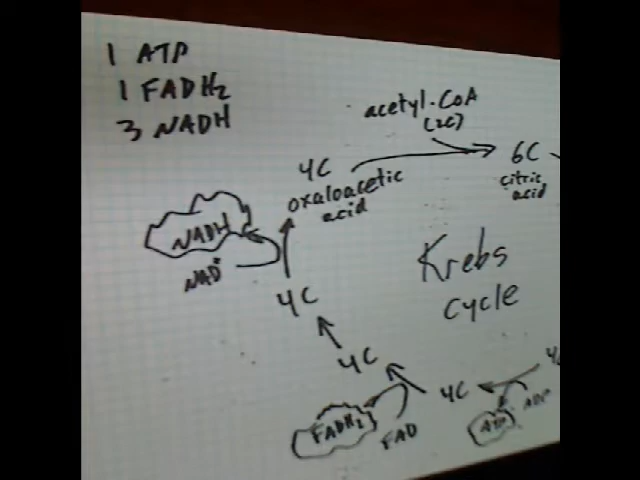 1 ATP
1 FADH₂
3 NADH
acetyl-CoA
(2C)
4C
oxaloacetic
acid
6C
citric
acid
NADH
NAD⁺
Krebs
cycle
4C
4C
4C
FADH₂
FAD
ATP
ADP